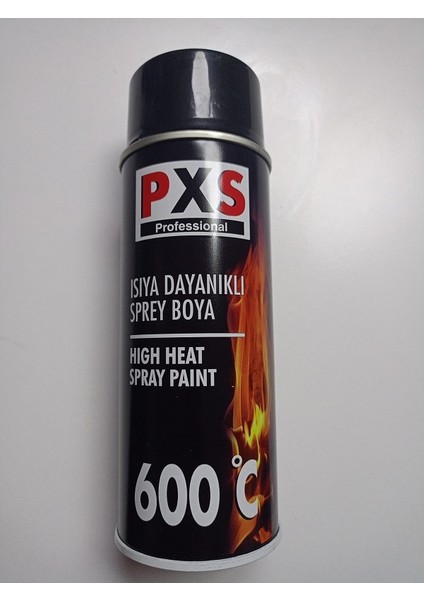 PXS
Professional
ISIYA DAYANIKLI
SPREY BOYA
HIGH HEAT
SPRAY PAINT
600 °C